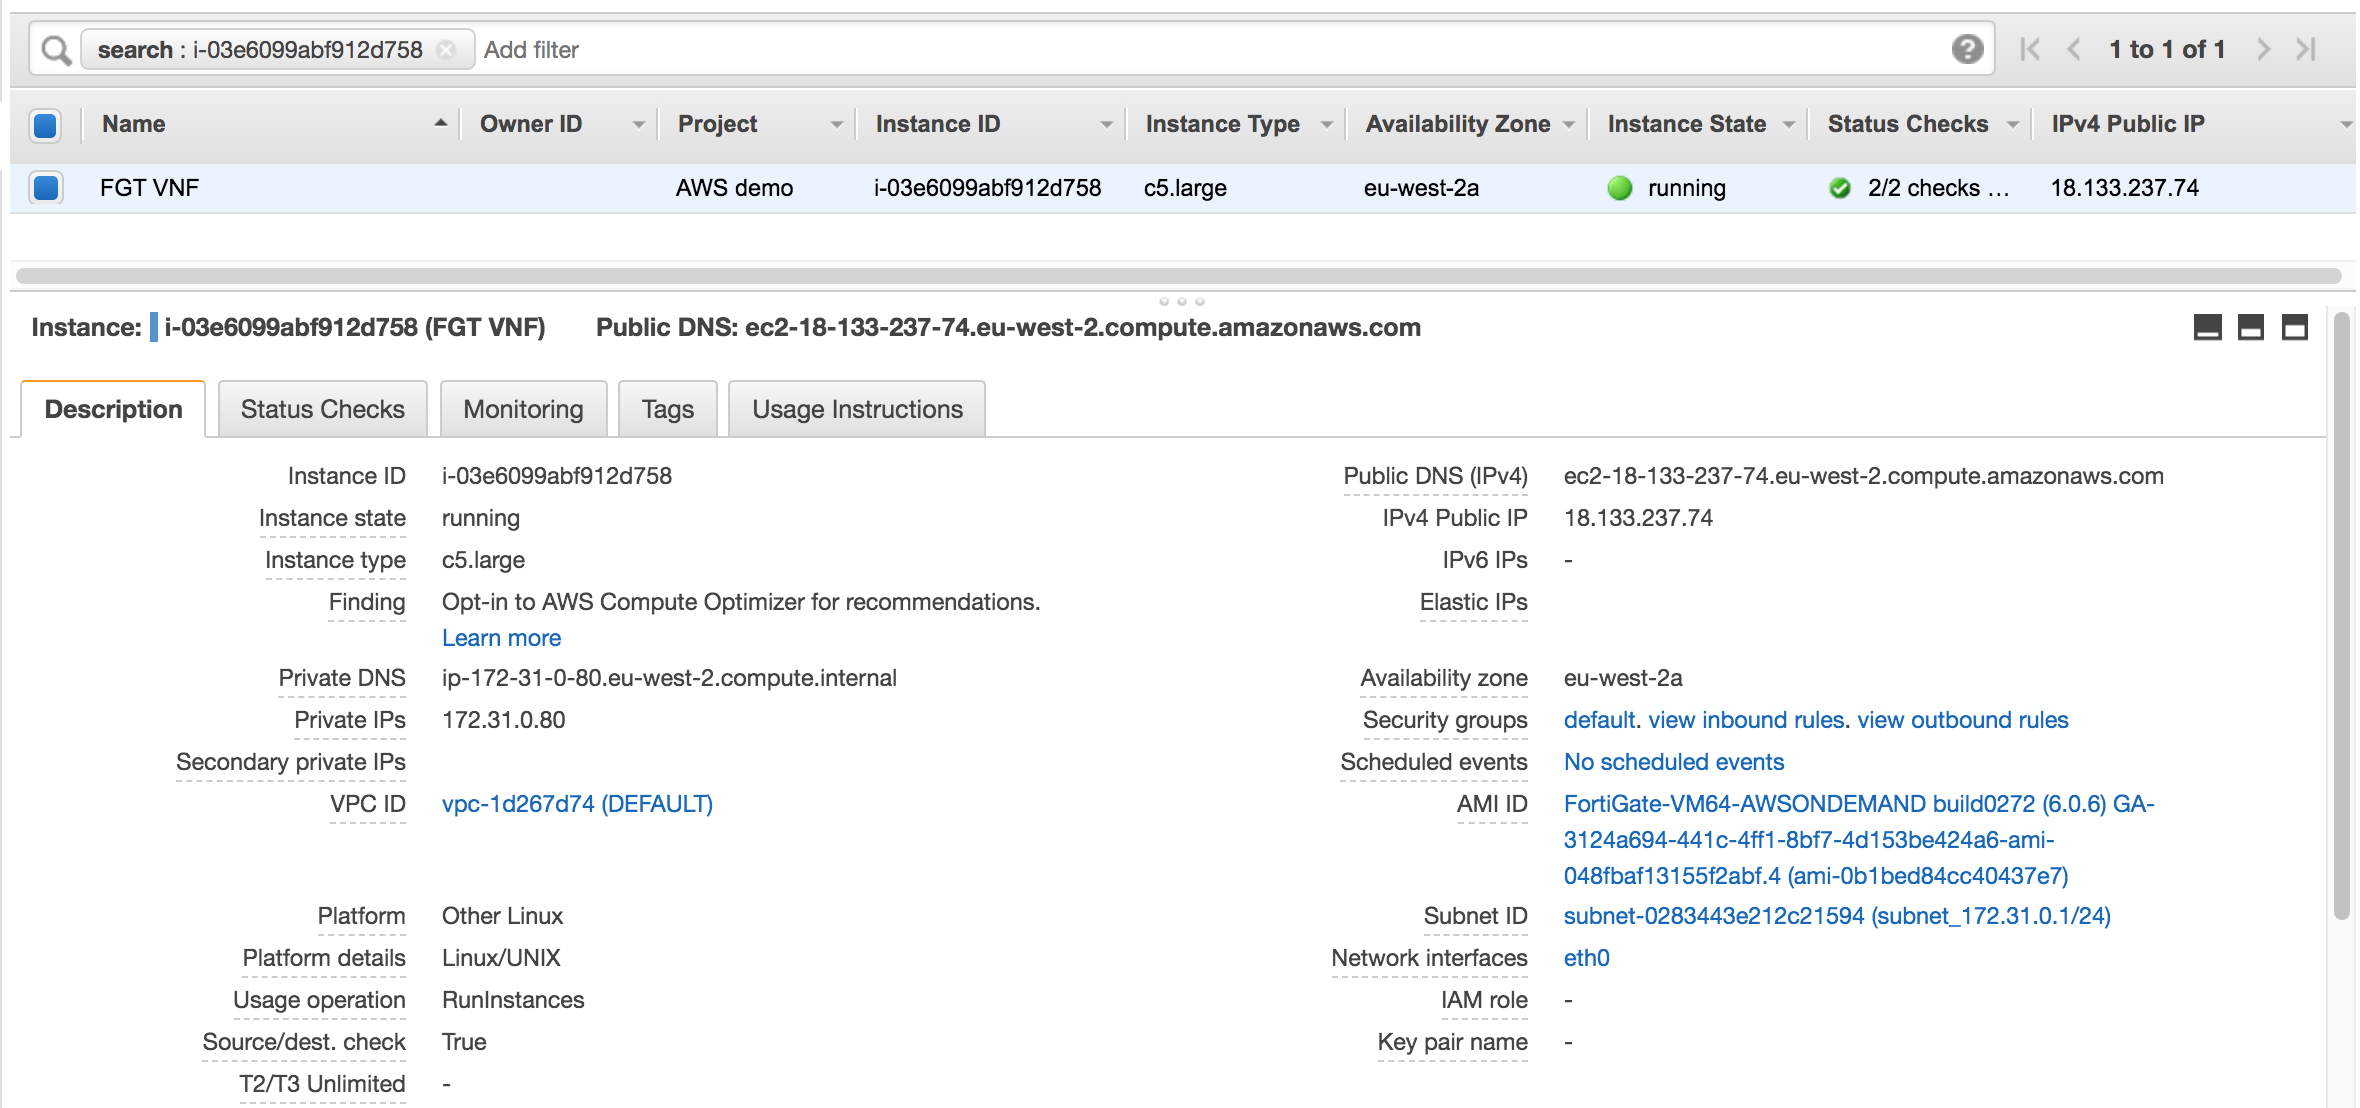 search : i-03e6099abf912d758 Add filter ? 1 to 1 of 1
Name Owner ID Project Instance ID Instance Type Availability Zone Instance State Status Checks IPv4 Public IP
FGT VNF AWS demo i-03e6099abf912d758 c5.large eu-west-2a running 2/2 checks ... 18.133.237.74
Instance: i-03e6099abf912d758 (FGT VNF) Public DNS: ec2-18-133-237-74.eu-west-2.compute.amazonaws.com
Description Status Checks Monitoring Tags Usage Instructions
Instance ID i-03e6099abf912d758 Public DNS (IPv4) ec2-18-133-237-74.eu-west-2.compute.amazonaws.com
Instance state running IPv4 Public IP 18.133.237.74
Instance type c5.large IPv6 IPs -
Finding Opt-in to AWS Compute Optimizer for recommendations. Elastic IPs
Learn more
Private DNS ip-172-31-0-80.eu-west-2.compute.internal Availability zone eu-west-2a
Private IPs 172.31.0.80 Security groups default. view inbound rules. view outbound rules
Secondary private IPs Scheduled events No scheduled events
VPC ID vpc-1d267d74 (DEFAULT) AMI ID FortiGate-VM64-AWSONDEMAND build0272 (6.0.6) GA-
3124a694-441c-4ff1-8bf7-4d153be424a6-ami-
048fbaf13155f2abf.4 (ami-0b1bed84cc40437e7)
Platform Other Linux Subnet ID subnet-0283443e212c21594 (subnet_172.31.0.1/24)
Platform details Linux/UNIX Network interfaces eth0
Usage operation RunInstances IAM role -
Source/dest. check True Key pair name -
T2/T3 Unlimited -